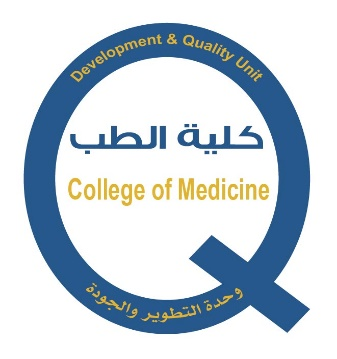 Development & Quality Unit
كلية الطب
College of Medicine
وحدة التطوير والجودة